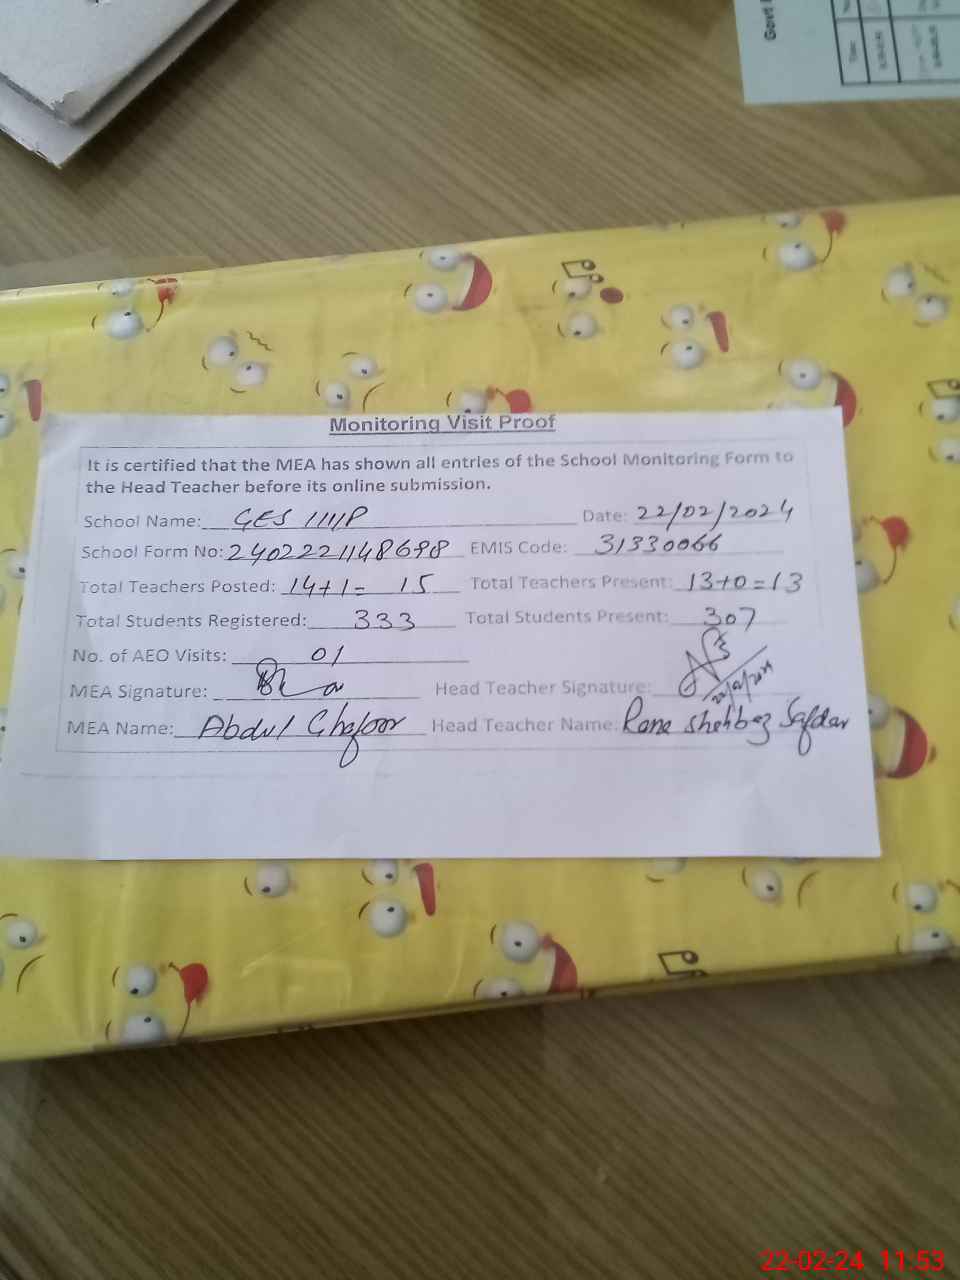 Govt
Monitoring Visit Proof
It is certified that the MEA has shown all entries of the School Monitoring Form to
the Head Teacher before its online submission.
School Name: GES 111/P Date: 22/02/2024
School Form No: 2402221148698 EMIS Code: 31330066
Total Teachers Posted: 14+1= 15 Total Teachers Present: 13+0=13
Total Students Registered: 333 Total Students Present: 307
No. of AEO Visits: 01
MEA Signature: Head Teacher Signature: 22/02/2024
MEA Name: Abdul Ghafoor Head Teacher Name: Rana Shehbaz Safdar
22-02-24 11:53